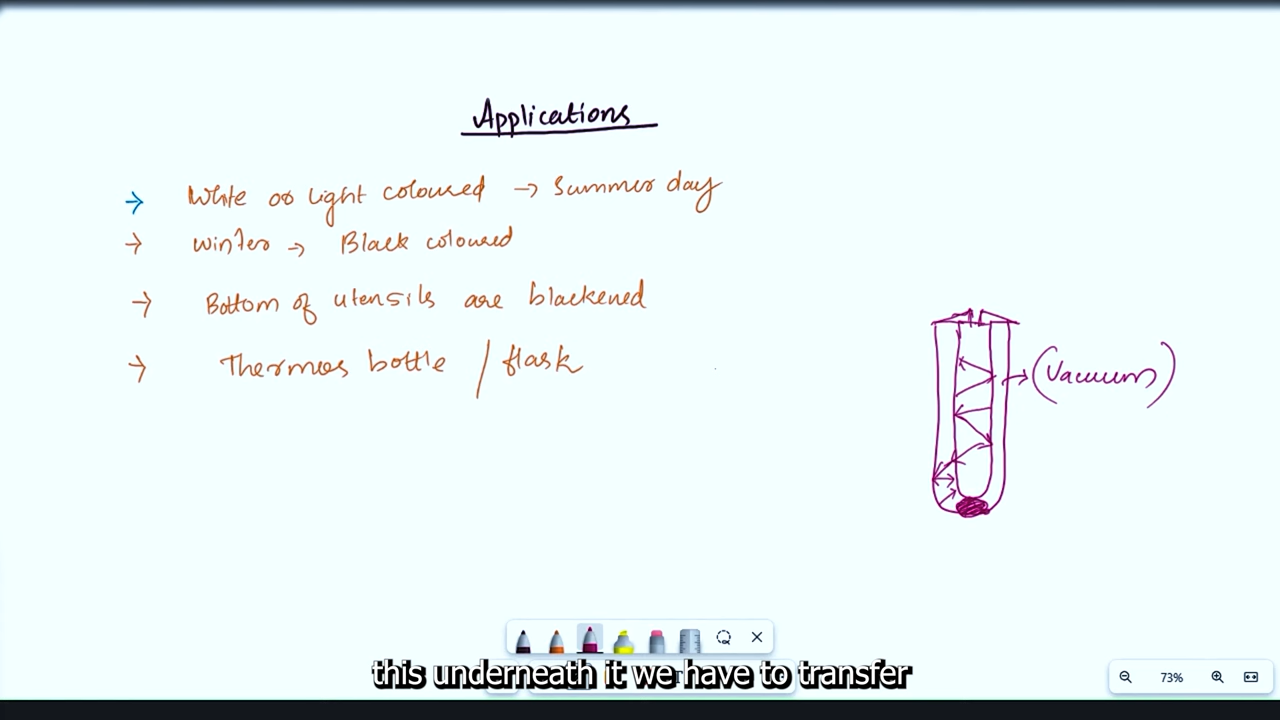 Applications
→ White or light coloured → Summer day
→ winter → Black coloured
→ Bottom of utensils are blackened
→ Thermos bottle / flask
→ (Vacuum)
this underneath it we have to transfer
73%